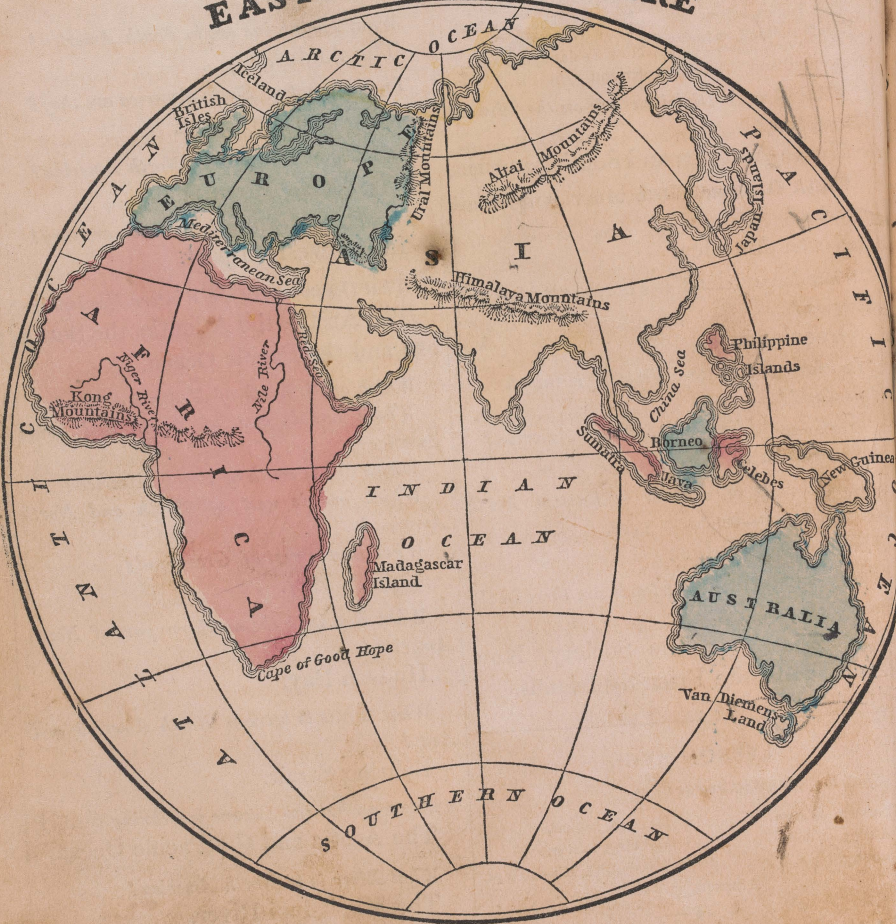 ARCTIC OCEAN
Iceland
British
Isles
EUROPE
Ural Mountains
Altai Mountains
ASIA
Japan Islands
PACIFIC OCEAN
Mediterranean Sea
Himalaya Mountains
Red Sea
Nile River
AFRICA
Niger River
Kong
Mountains
China Sea
Philippine
Islands
Borneo
Sumatra
Java
Celebes
New Guinea
INDIAN
OCEAN
Madagascar
Island
AUSTRALIA
Cape of Good Hope
Van Diemens
Land
ATLANTIC OCEAN
SOUTHERN OCEAN